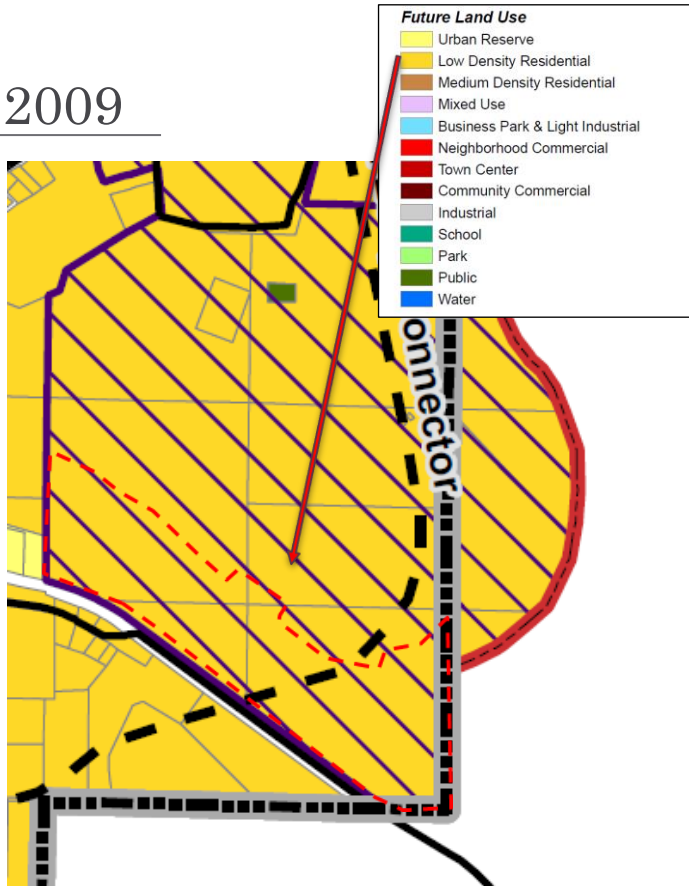 2009
Future Land Use
Urban Reserve
Low Density Residential
Medium Density Residential
Mixed Use
Business Park & Light Industrial
Neighborhood Commercial
Town Center
Community Commercial
Industrial
School
Park
Public
Water
onnector